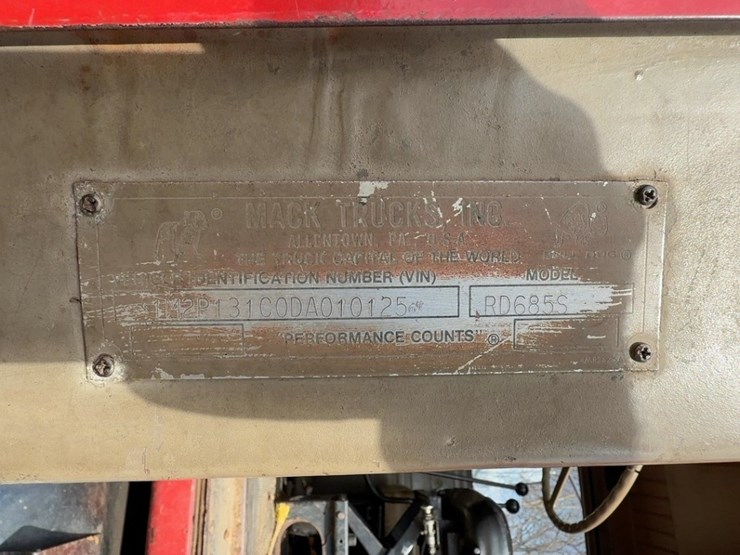 MACK TRUCKS, INC.
ALLENTOWN, PA., U.S.A.
THE TRUCK CAPITAL OF THE WORLD
IDENTIFICATION NUMBER (VIN) MODEL
1M2P131C0DA010125 RD685S
"PERFORMANCE COUNTS" ®